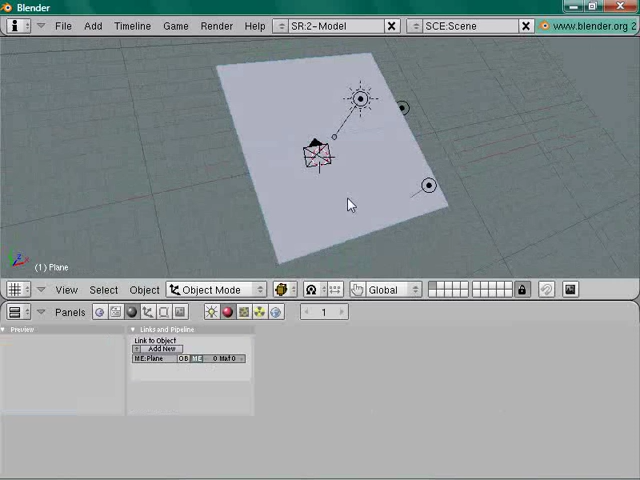 Blender
File Add Timeline Game Render Help SR:2-Model SCE:Scene www.blender.org 2
(1) Plane
View Select Object Object Mode Global
Panels 1
Preview Links and Pipeline
Link to Object
Add New
ME:Plane OB ME 0 Mat 0